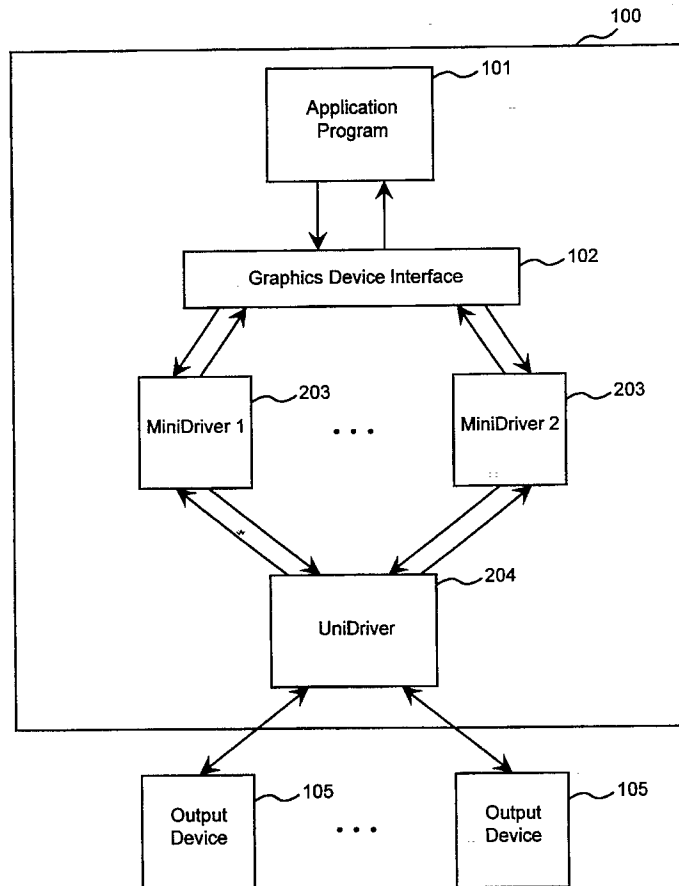 100
101
Application
Program
102
Graphics Device Interface
203
203
MiniDriver 1
• • •
MiniDriver 2
204
UniDriver
105
105
Output
Device
• • •
Output
Device